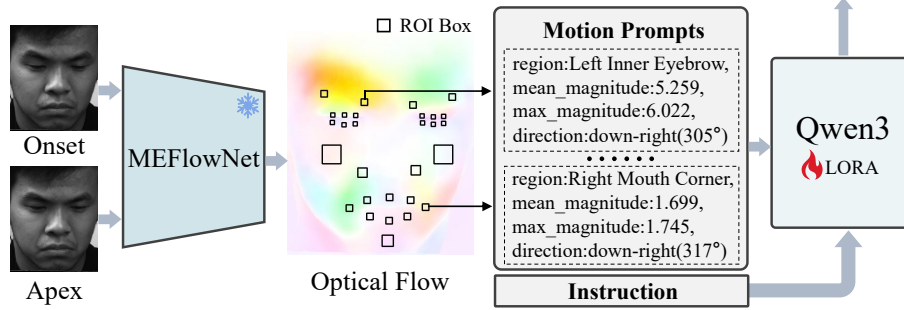 Onset
Apex
MEFlowNet
ROI Box
Optical Flow
Motion Prompts
region:Left Inner Eyebrow,
mean_magnitude:5.259,
max_magnitude:6.022,
direction:down-right(305°)
......
region:Right Mouth Corner,
mean_magnitude:1.699,
max_magnitude:1.745,
direction:down-right(317°)
Instruction
Qwen3
LORA